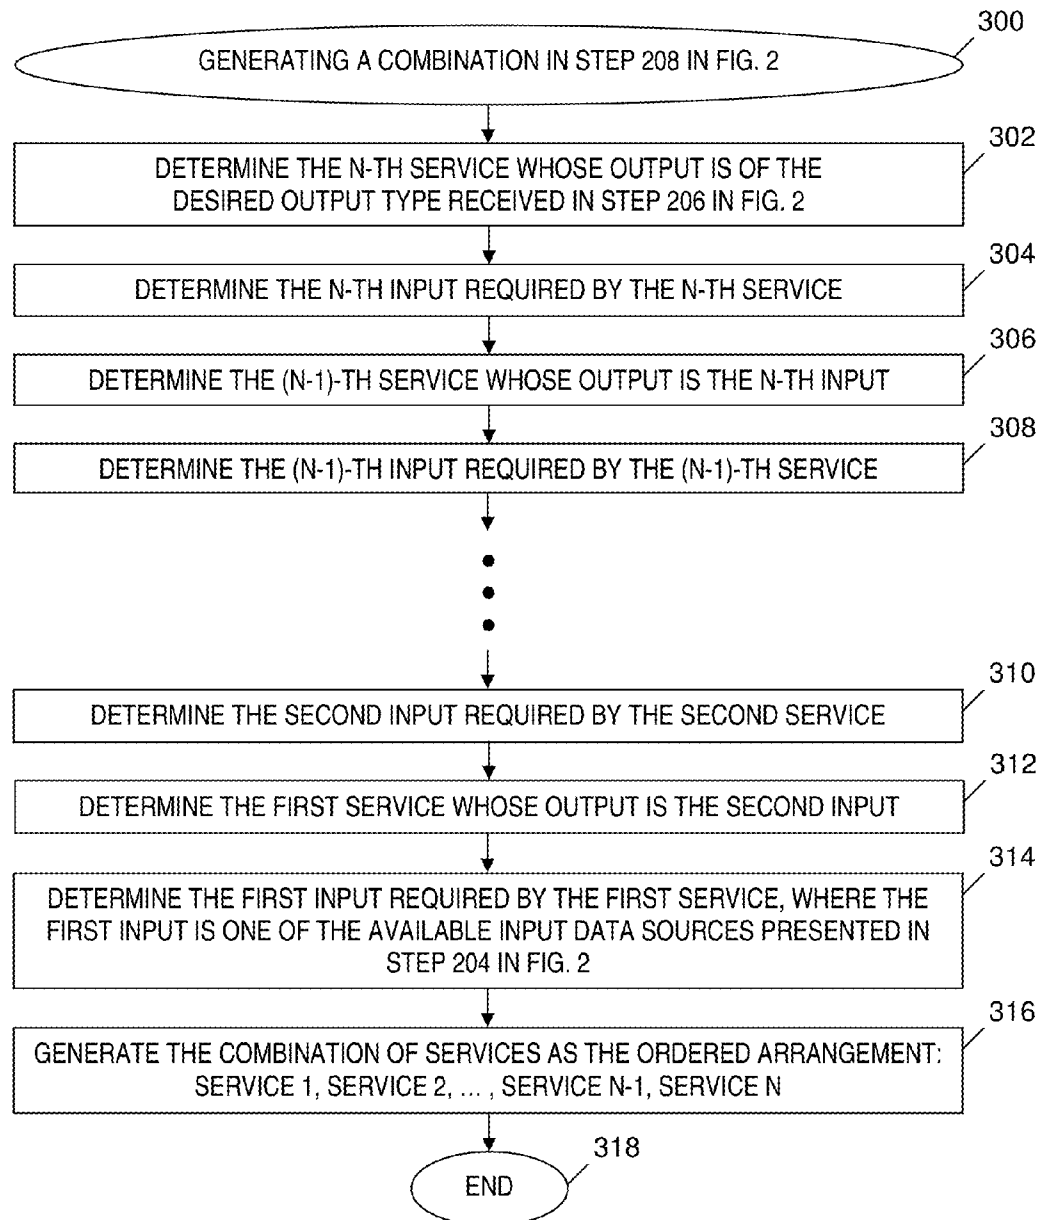 300
GENERATING A COMBINATION IN STEP 208 IN FIG. 2
302
DETERMINE THE N-TH SERVICE WHOSE OUTPUT IS OF THE
DESIRED OUTPUT TYPE RECEIVED IN STEP 206 IN FIG. 2
304
DETERMINE THE N-TH INPUT REQUIRED BY THE N-TH SERVICE
306
DETERMINE THE (N-1)-TH SERVICE WHOSE OUTPUT IS THE N-TH INPUT
308
DETERMINE THE (N-1)-TH INPUT REQUIRED BY THE (N-1)-TH SERVICE
310
DETERMINE THE SECOND INPUT REQUIRED BY THE SECOND SERVICE
312
DETERMINE THE FIRST SERVICE WHOSE OUTPUT IS THE SECOND INPUT
314
DETERMINE THE FIRST INPUT REQUIRED BY THE FIRST SERVICE, WHERE THE
FIRST INPUT IS ONE OF THE AVAILABLE INPUT DATA SOURCES PRESENTED IN
STEP 204 IN FIG. 2
316
GENERATE THE COMBINATION OF SERVICES AS THE ORDERED ARRANGEMENT:
SERVICE 1, SERVICE 2, ... , SERVICE N-1, SERVICE N
318
END